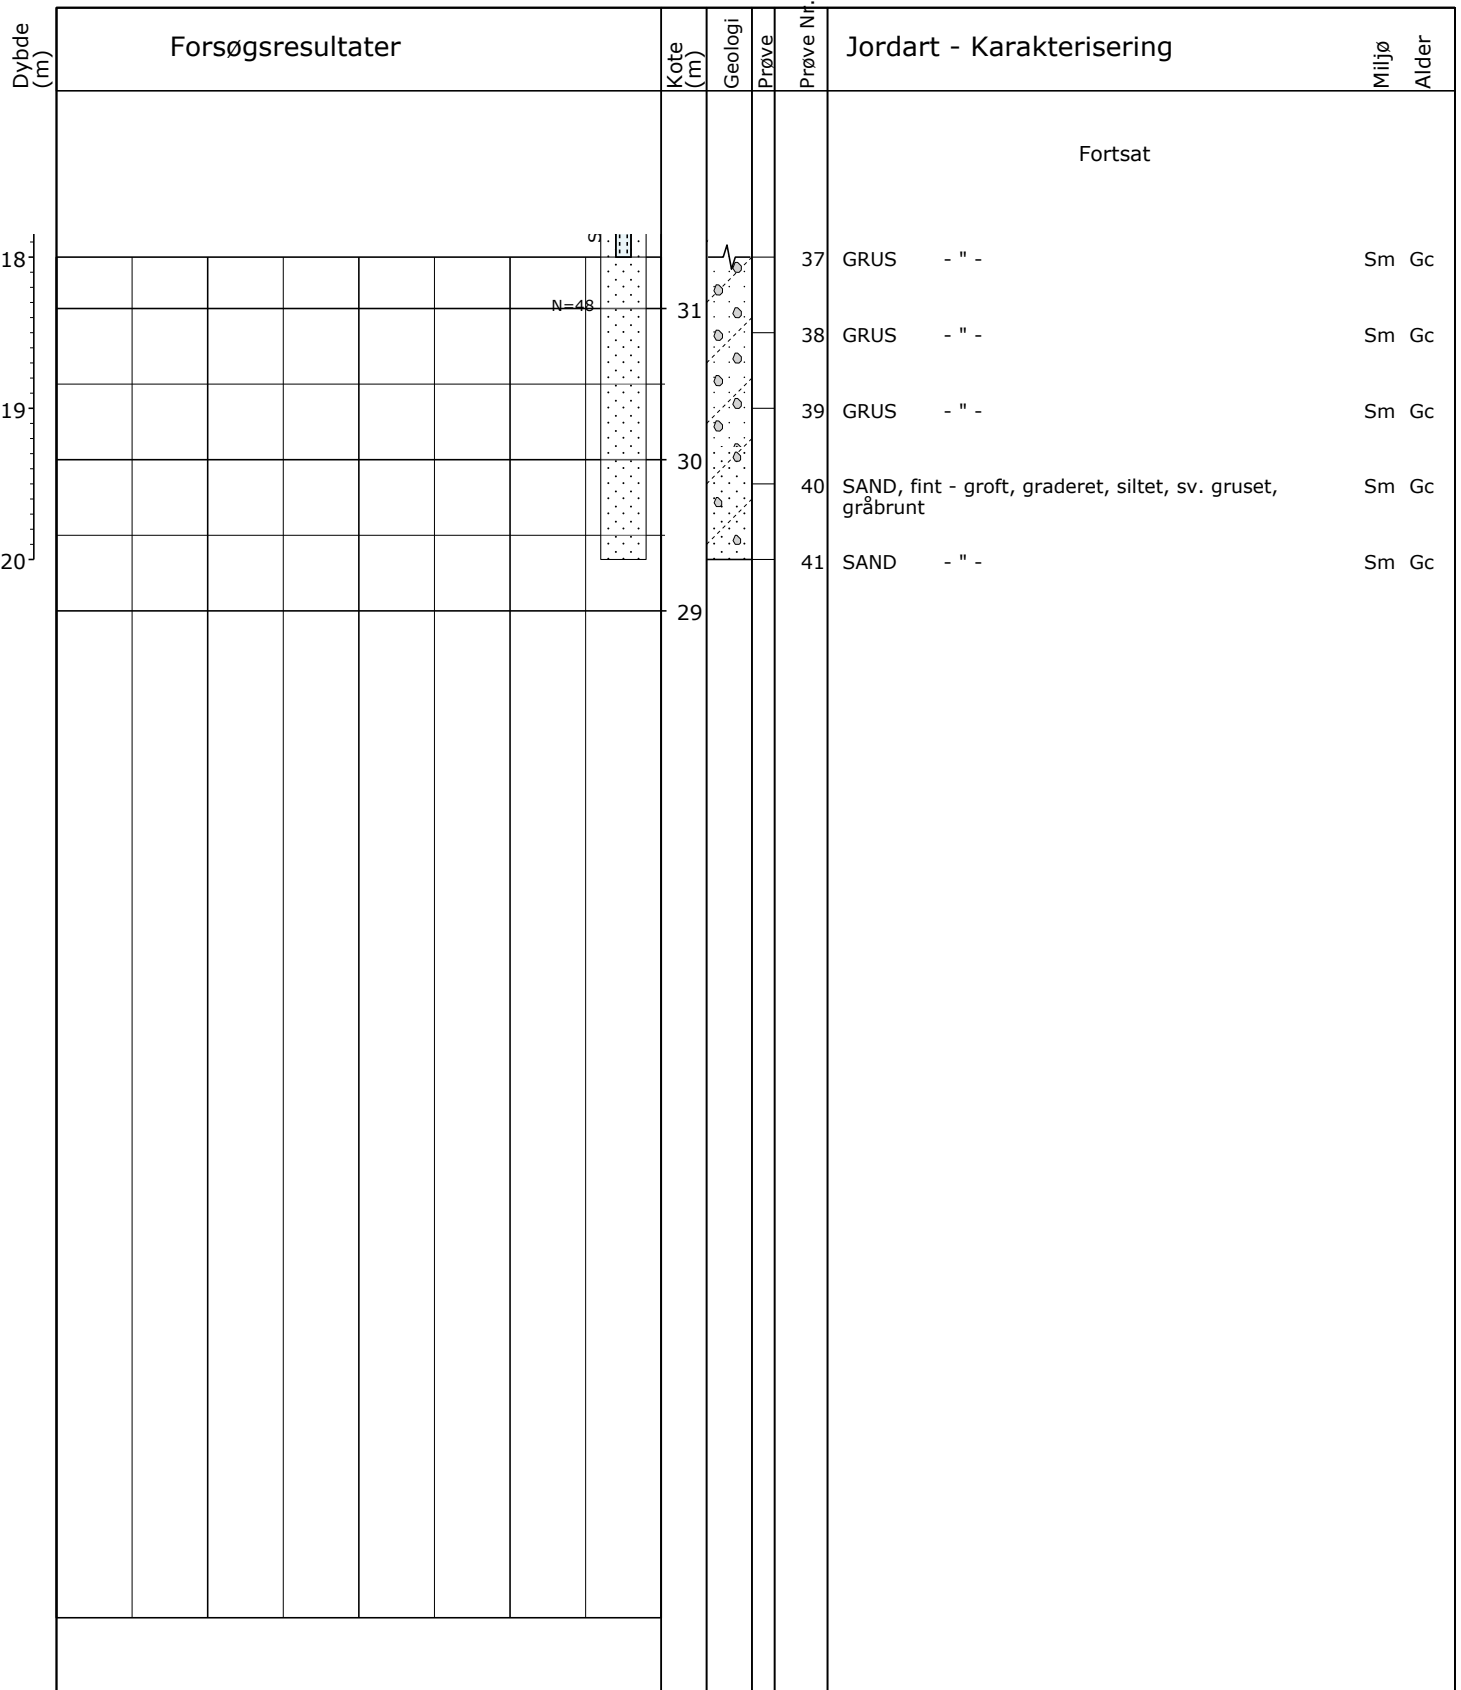 Dybde
(m)
Forsøgsresultater
Kote
(m)
Geologi
Prøve
Prøve Nr.
Jordart - Karakterisering
Miljø
Alder
Fortsat
S
18
37 GRUS - " - Sm Gc
N=48
31
38 GRUS - " - Sm Gc
19
39 GRUS - " - Sm Gc
30
40 SAND, fint - groft, graderet, siltet, sv. gruset, Sm Gc
gråbrunt
20
41 SAND - " - Sm Gc
29